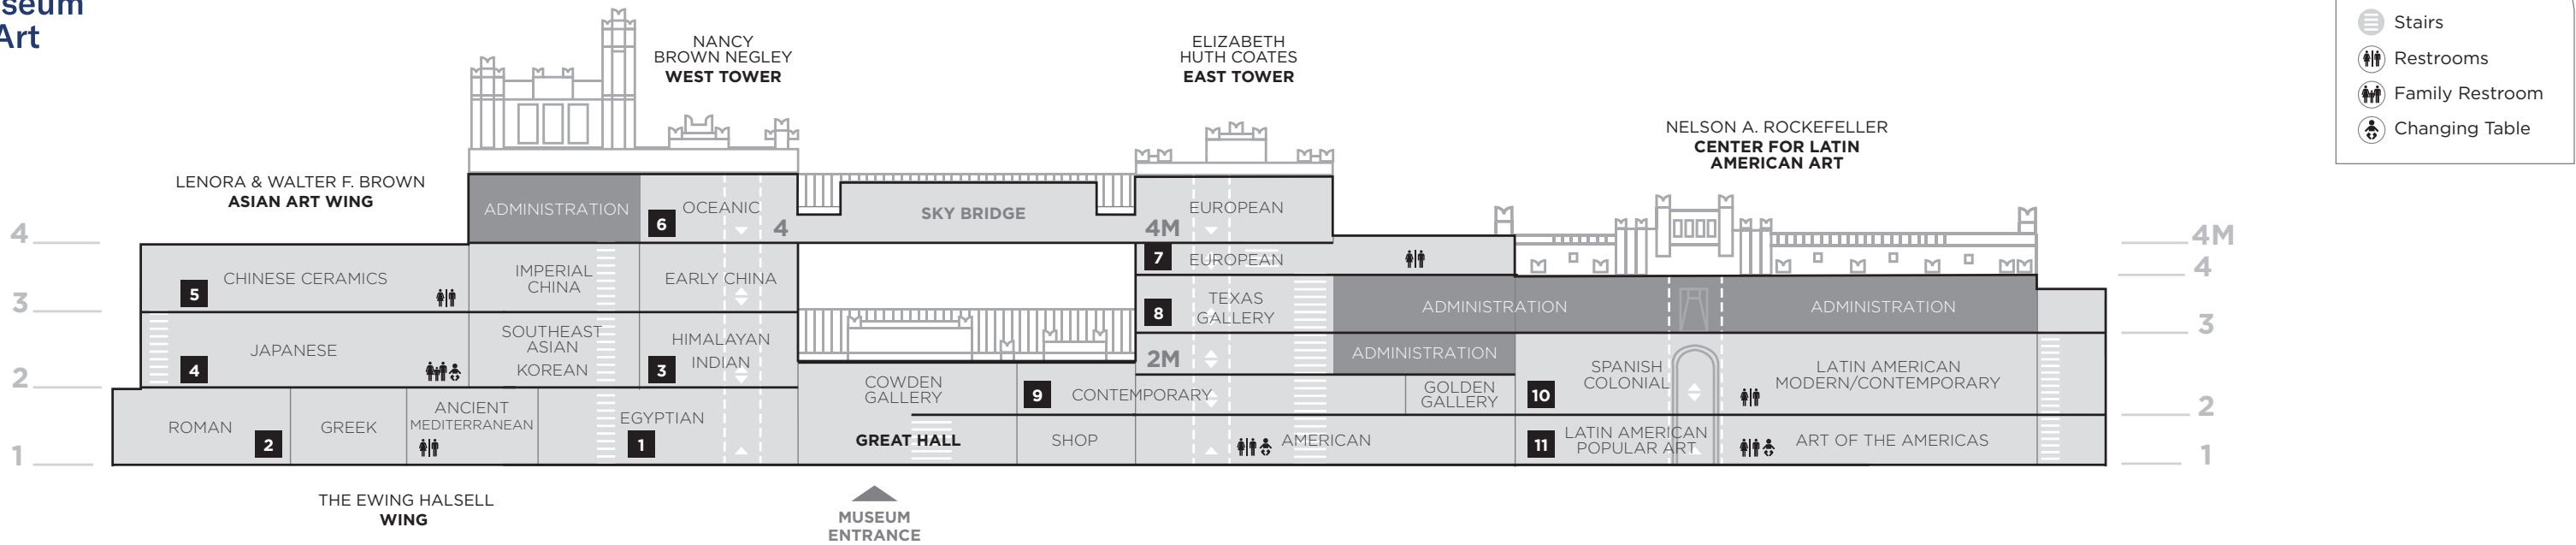 Art
Stairs
Restrooms
Family Restroom
Changing Table
NANCY
BROWN NEGLEY
WEST TOWER
ELIZABETH
HUTH COATES
EAST TOWER
NELSON A. ROCKEFELLER
CENTER FOR LATIN
AMERICAN ART
LENORA & WALTER F. BROWN
ASIAN ART WING
ADMINISTRATION
6
OCEANIC
4
SKY BRIDGE
EUROPEAN
4M
4
4M
5
CHINESE CERAMICS
IMPERIAL
CHINA
EARLY CHINA
7
EUROPEAN
4
3
8
TEXAS
GALLERY
ADMINISTRATION
ADMINISTRATION
3
4
JAPANESE
SOUTHEAST
ASIAN
KOREAN
3
HIMALAYAN
INDIAN
2M
ADMINISTRATION
2
COWDEN
GALLERY
9
CONTEMPORARY
GOLDEN
GALLERY
10
SPANISH
COLONIAL
LATIN AMERICAN
MODERN/CONTEMPORARY
2
ROMAN
2
GREEK
ANCIENT
MEDITERRANEAN
EGYPTIAN
1
GREAT HALL
SHOP
AMERICAN
11
LATIN AMERICAN
POPULAR ART
ART OF THE AMERICAS
1
1
THE EWING HALSELL
WING
MUSEUM
ENTRANCE